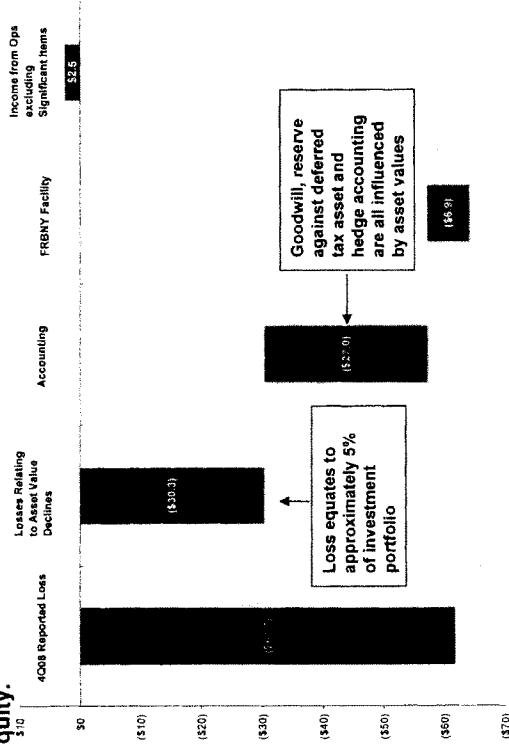 quity.
$10
$0
($10)
($20)
($30)
($40)
($50)
($60)
($70)
4Q08 Reported Loss
Losses Relating
to Asset Value
Declines
Accounting
FRBNY Facility
Income from Ops
excluding
Significant Items
($30.3)
($27.0)
($6.9)
$2.5
Loss equates to
approximately 5%
of investment
portfolio
Goodwill, reserve
against deferred
tax asset and
hedge accounting
are all influenced
by asset values